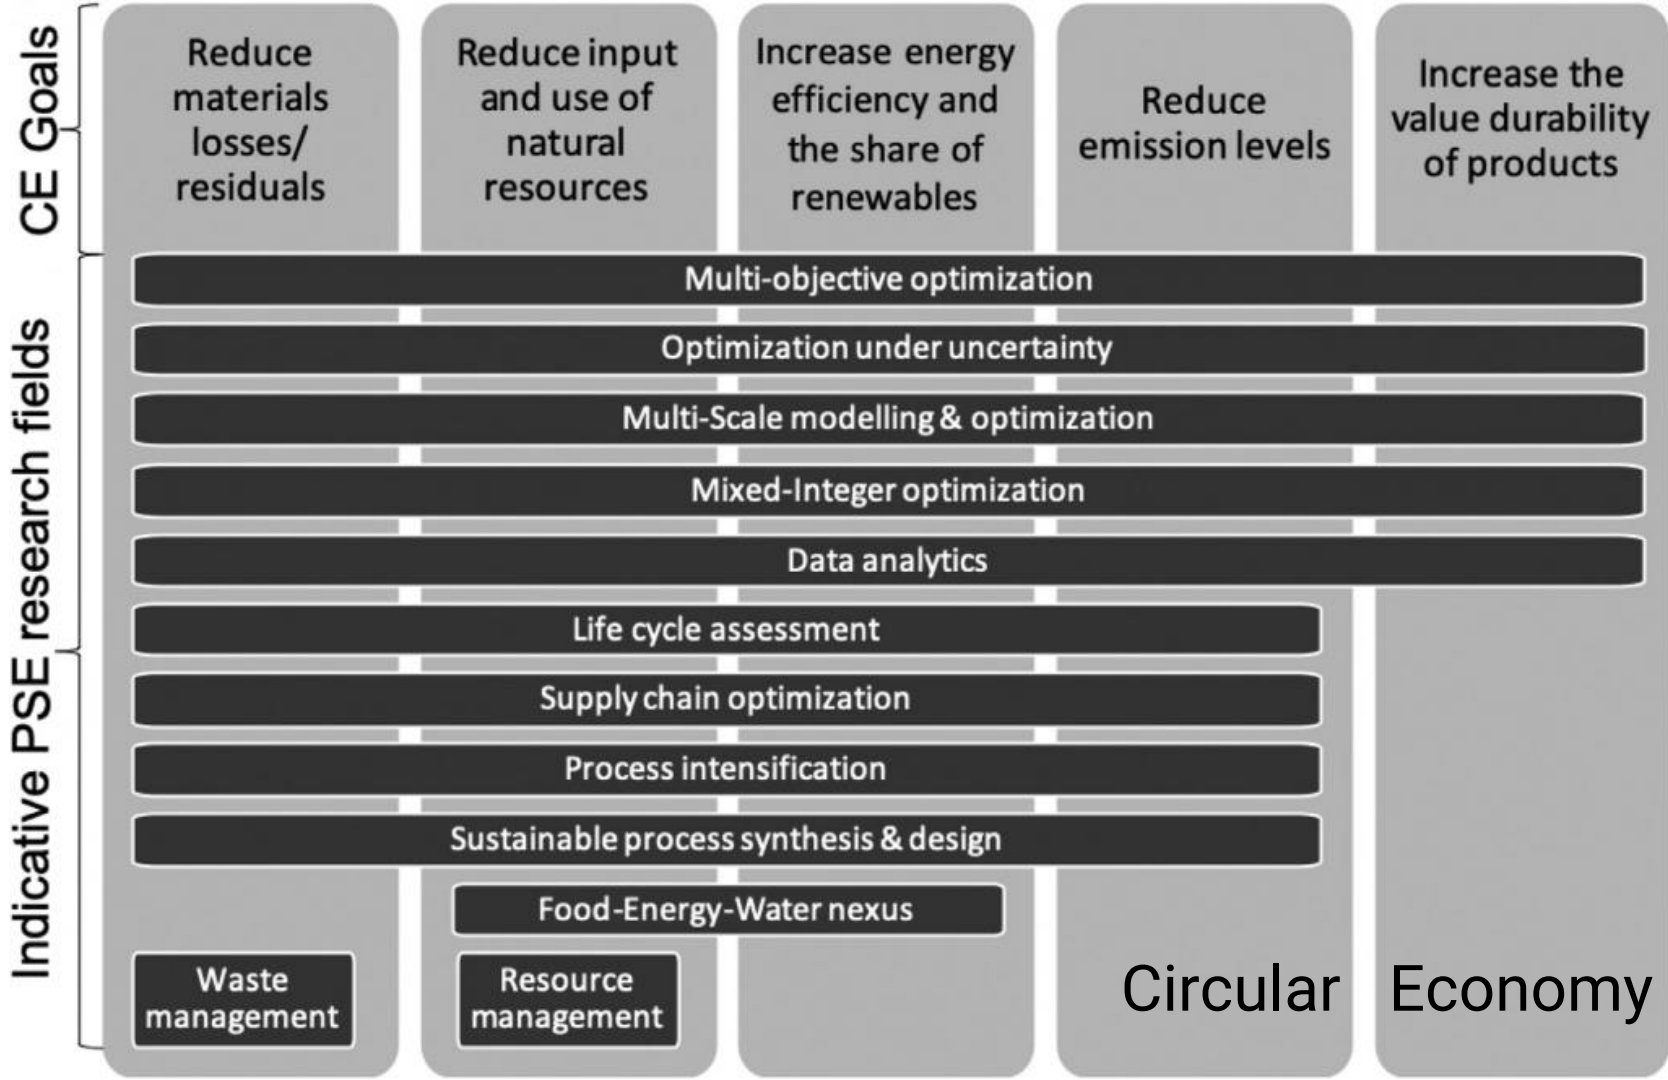 CE Goals
Reduce
materials
losses/
residuals
Reduce input
and use of
natural
resources
Increase energy
efficiency and
the share of
renewables
Reduce
emission levels
Increase the
value durability
of products
Indicative PSE research fields
Multi-objective optimization
Optimization under uncertainty
Multi-Scale modelling & optimization
Mixed-Integer optimization
Data analytics
Life cycle assessment
Supply chain optimization
Process intensification
Sustainable process synthesis & design
Food-Energy-Water nexus
Waste
management
Resource
management
Circular Economy